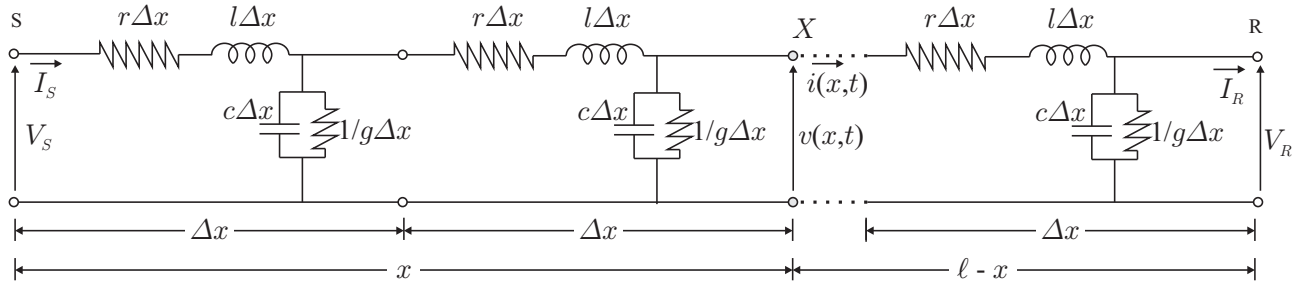 S rΔx lΔx rΔx lΔx X rΔx lΔx R
I_S i(x,t) I_R
cΔx cΔx cΔx
V_S 1/gΔx 1/gΔx v(x,t) 1/gΔx V_R
Δx Δx Δx
x ℓ - x